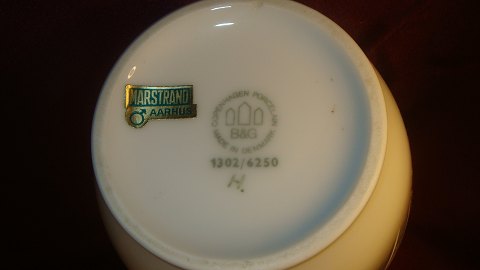 MARSTRAND
AARHUS
COPENHAGEN PORCELAIN
B&G
MADE IN DENMARK
1302/6250
H.